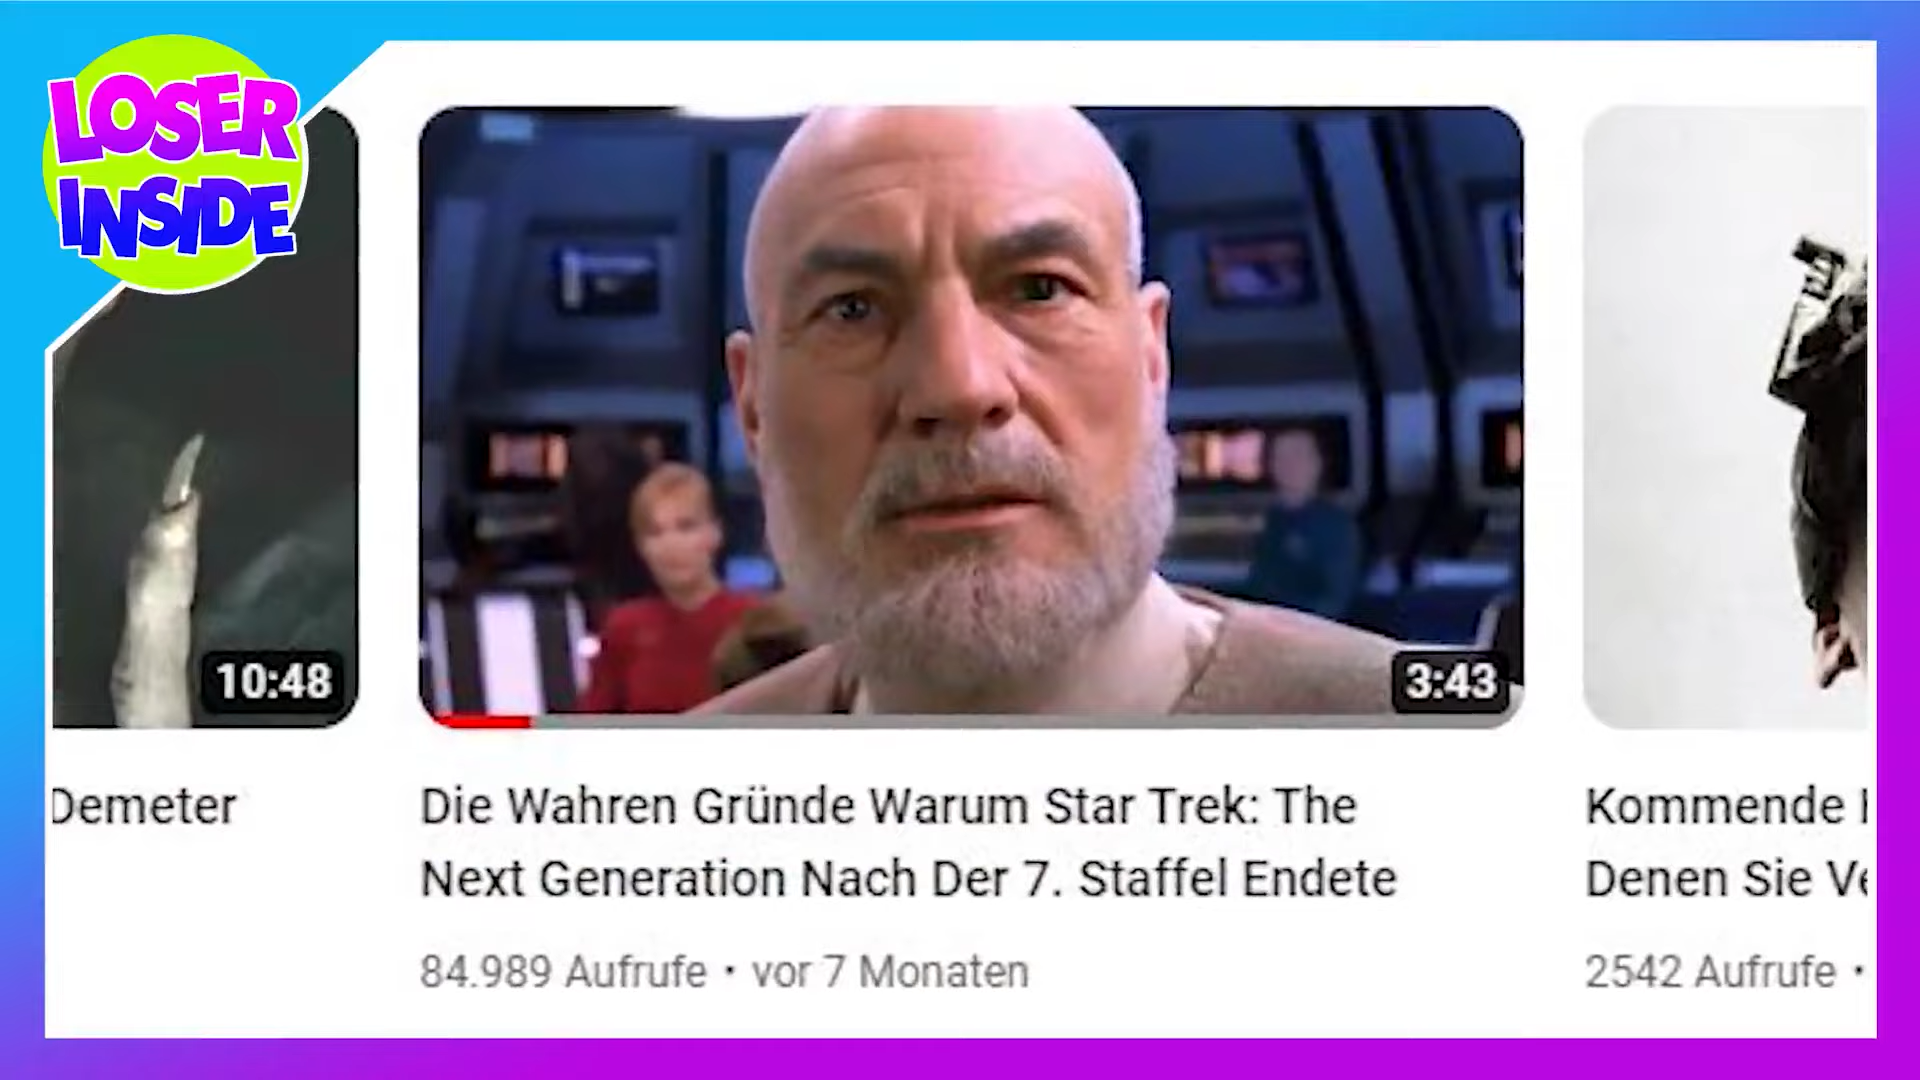 LOSER
INSIDE
10:48
3:43
Demeter
Die Wahren Gründe Warum Star Trek: The
Next Generation Nach Der 7. Staffel Endete
84.989 Aufrufe • vor 7 Monaten
Kommende
Denen Sie
2542 Aufrufe •